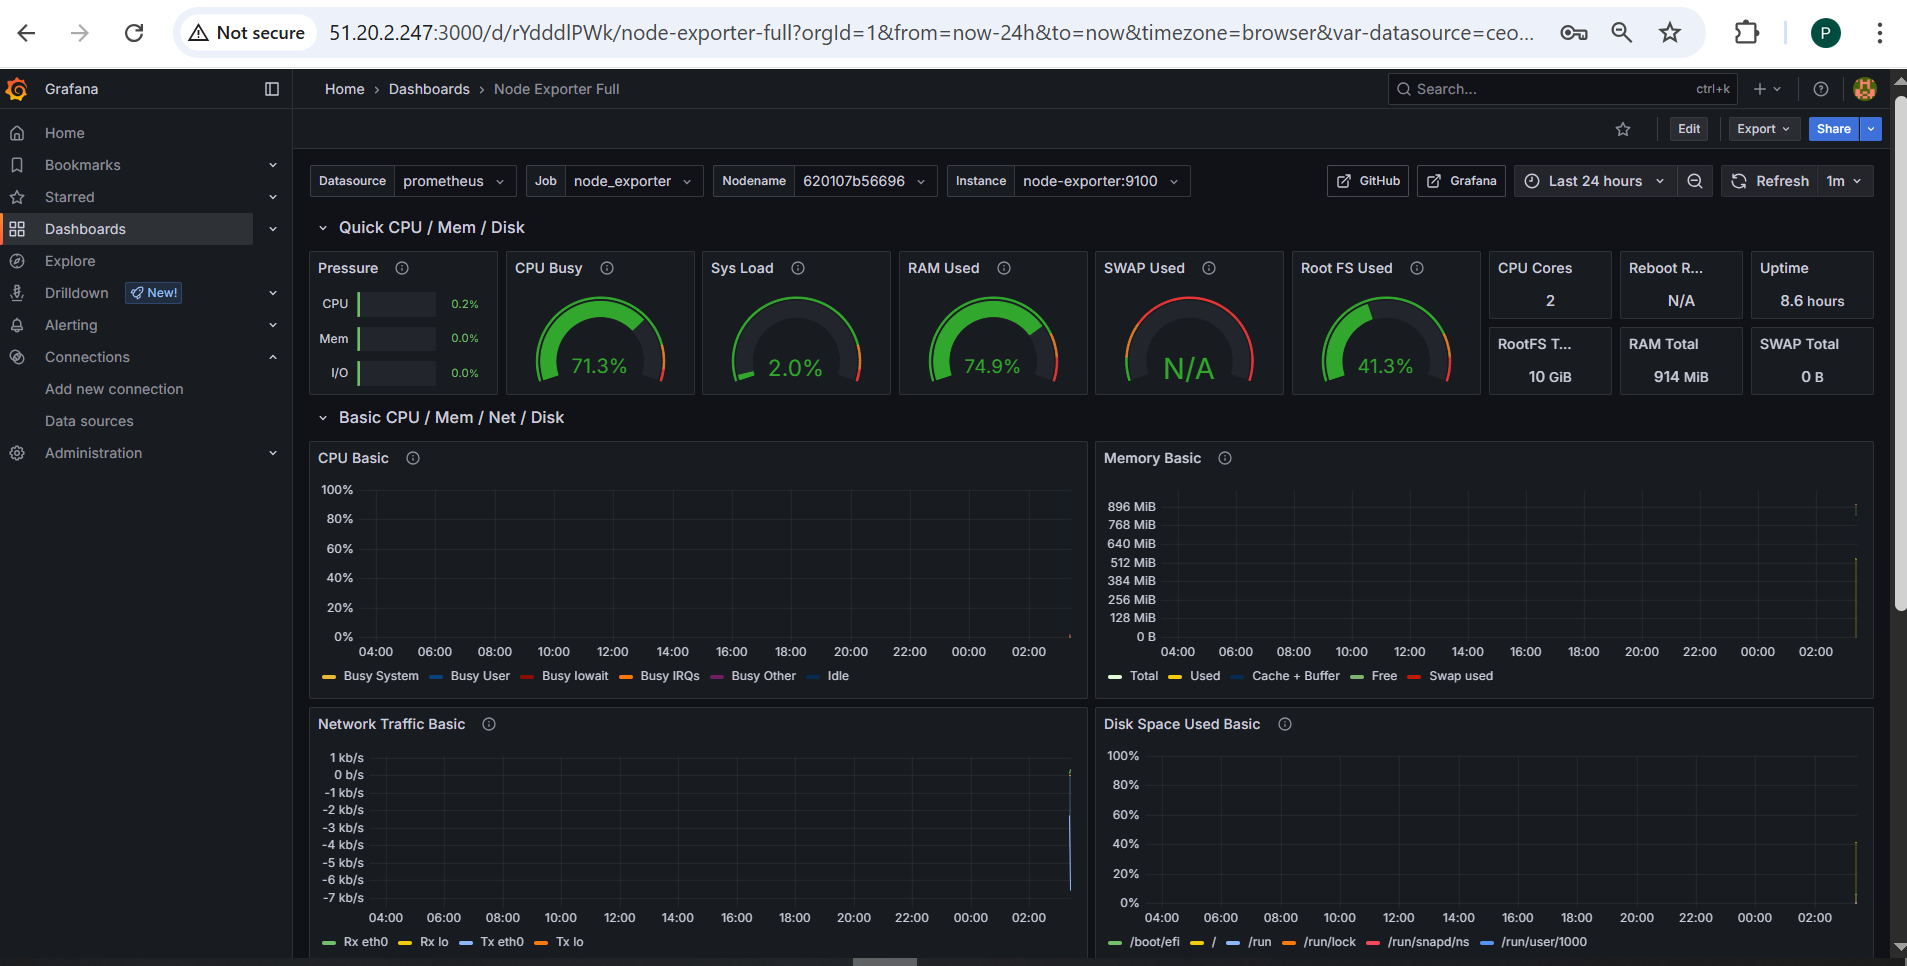 Not secure 51.20.2.247:3000/d/rYdddlPWk/node-exporter-full?orgId=1&from=now-24h&to=now&timezone=browser&var-datasource=ceo... P
Grafana
Home › Dashboards › Node Exporter Full
Search... ctrl+k
Home
Bookmarks
Starred
Dashboards
Explore
Drilldown New!
Alerting
Connections
Add new connection
Data sources
Administration
Edit Export Share
Datasource prometheus Job node_exporter Nodename 620107b56696 Instance node-exporter:9100
GitHub Grafana Last 24 hours Refresh 1m
Quick CPU / Mem / Disk
Pressure
CPU 0.2%
Mem 0.0%
I/O 0.0%
CPU Busy
71.3%
Sys Load
2.0%
RAM Used
74.9%
SWAP Used
N/A
Root FS Used
41.3%
CPU Cores
2
Reboot R...
N/A
Uptime
8.6 hours
RootFS T...
10 GiB
RAM Total
914 MiB
SWAP Total
0 B
Basic CPU / Mem / Net / Disk
CPU Basic
100%
80%
60%
40%
20%
0%
04:00 06:00 08:00 10:00 12:00 14:00 16:00 18:00 20:00 22:00 00:00 02:00
Busy System Busy User Busy Iowait Busy IRQs Busy Other Idle
Memory Basic
896 MiB
768 MiB
640 MiB
512 MiB
384 MiB
256 MiB
128 MiB
0 B
04:00 06:00 08:00 10:00 12:00 14:00 16:00 18:00 20:00 22:00 00:00 02:00
Total Used Cache + Buffer Free Swap used
Network Traffic Basic
1 kb/s
0 b/s
-1 kb/s
-2 kb/s
-3 kb/s
-4 kb/s
-5 kb/s
-6 kb/s
-7 kb/s
04:00 06:00 08:00 10:00 12:00 14:00 16:00 18:00 20:00 22:00 00:00 02:00
Rx eth0 Rx lo Tx eth0 Tx lo
Disk Space Used Basic
100%
80%
60%
40%
20%
0%
04:00 06:00 08:00 10:00 12:00 14:00 16:00 18:00 20:00 22:00 00:00 02:00
/boot/efi / /run /run/lock /run/snapd/ns /run/user/1000